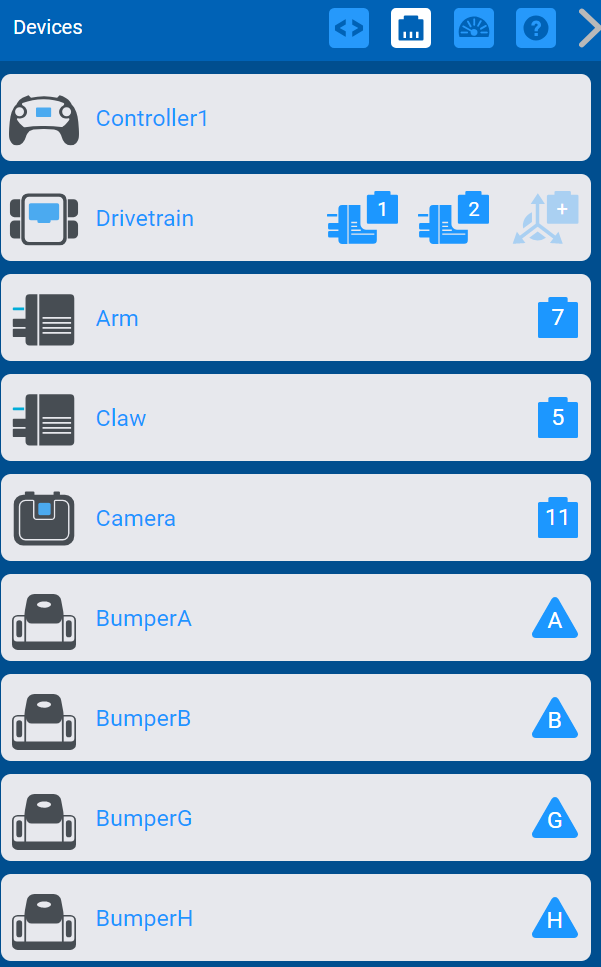 Devices < > ?
Controller1
Drivetrain 1 2 +
Arm 7
Claw 5
Camera 11
BumperA A
BumperB B
BumperG G
BumperH H